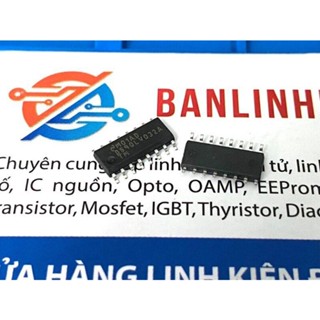 BANLINH
Chuyên cung linh tử, linh
ố, IC nguồn, Opto, OAMP, EEProm
ransistor, Mosfet, IGBT, Thyristor, Diac
ỬA HÀNG LINH KIỆN